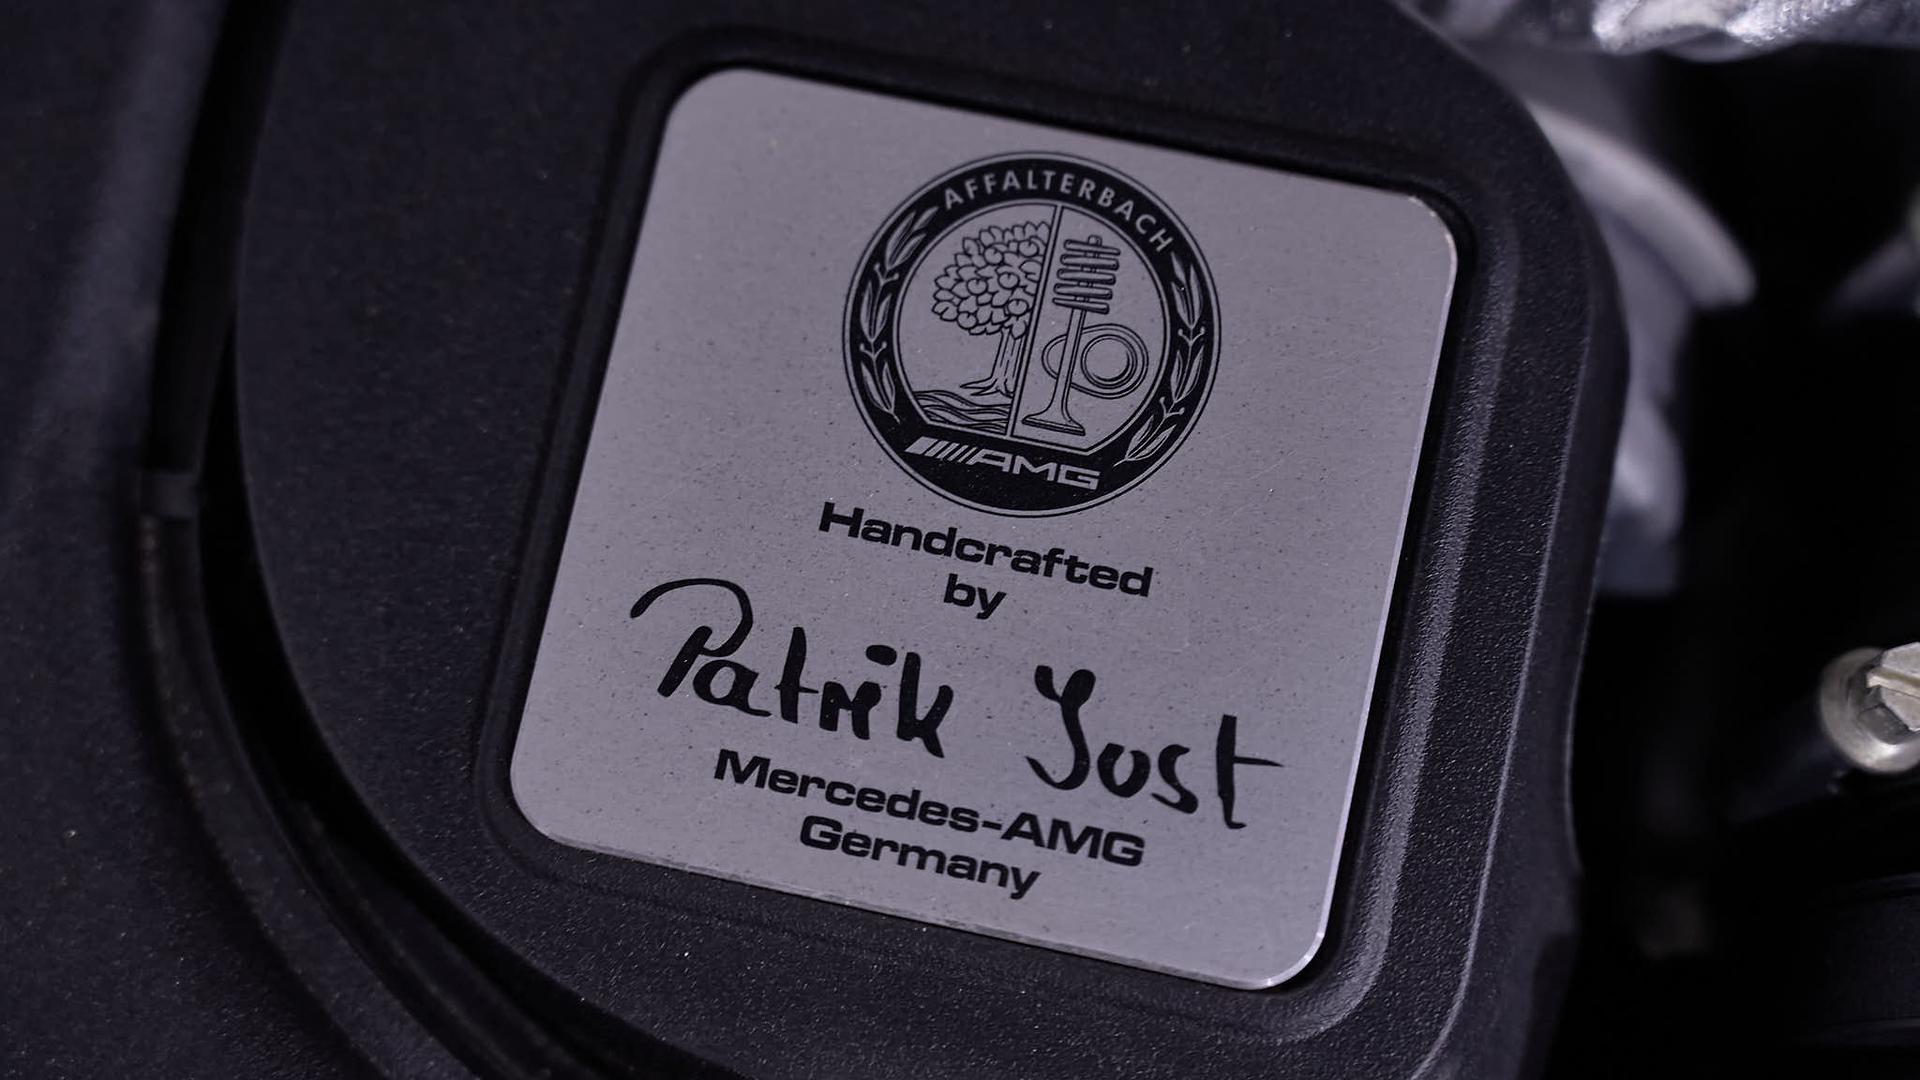 AFFALTERBACH
AMG
Handcrafted
by
Patrik Jost
Mercedes-AMG
Germany